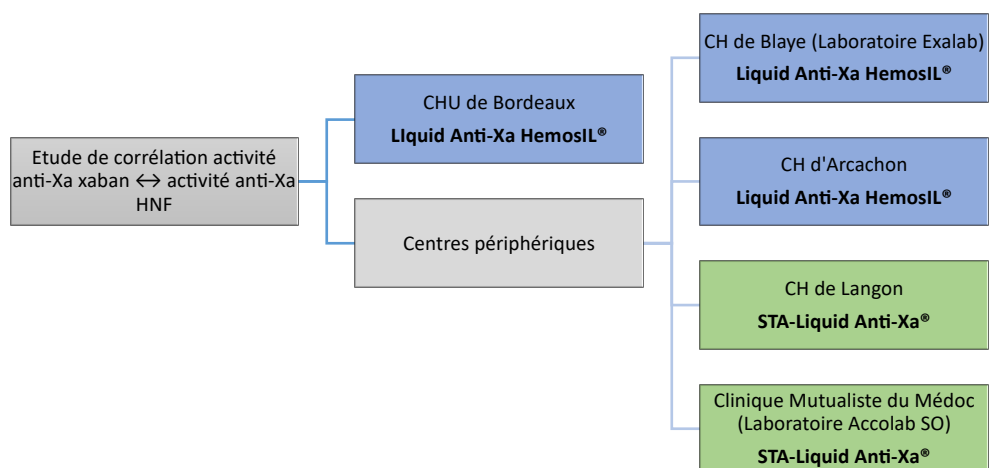 Etude de corrélation activité
anti-Xa xaban ↔ activité anti-Xa
HNF
CHU de Bordeaux
LIquid Anti-Xa HemosIL®
Centres périphériques
CH de Blaye (Laboratoire Exalab)
Liquid Anti-Xa HemosIL®
CH d'Arcachon
Liquid Anti-Xa HemosIL®
CH de Langon
STA-Liquid Anti-Xa®
Clinique Mutualiste du Médoc
(Laboratoire Accolab SO)
STA-Liquid Anti-Xa®